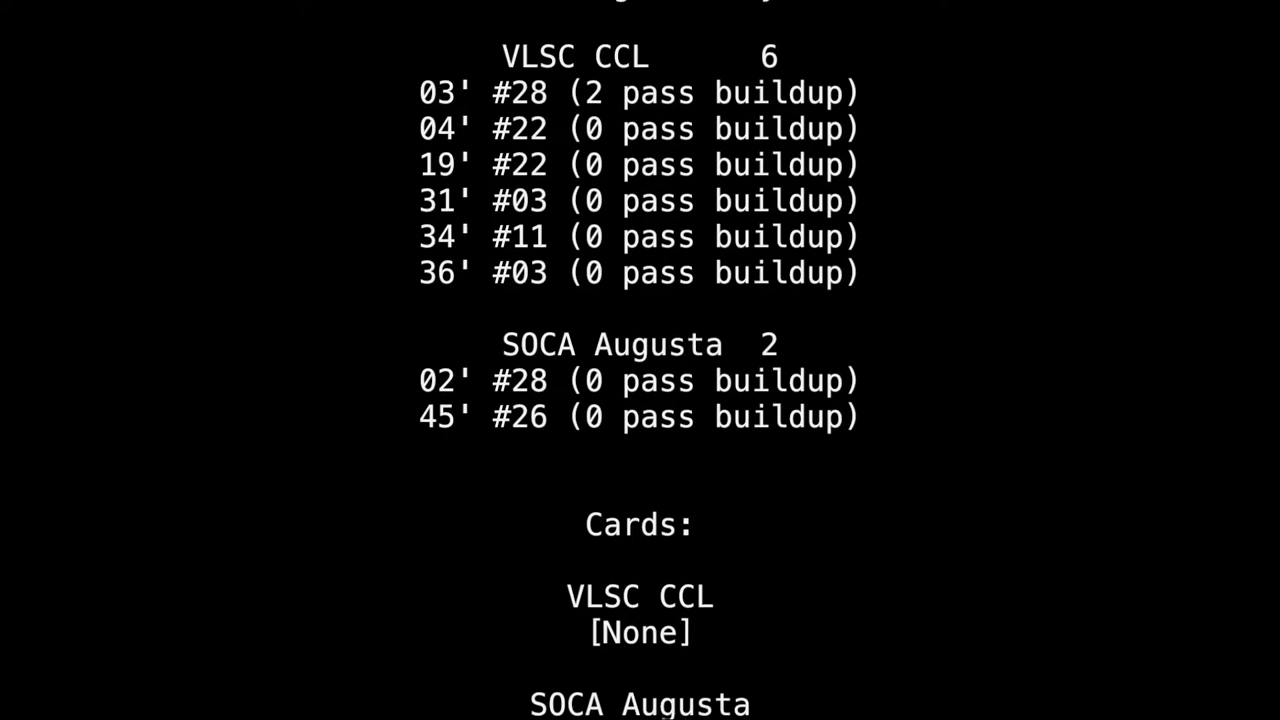 VLSC CCL 6
03' #28 (2 pass buildup)
04' #22 (0 pass buildup)
19' #22 (0 pass buildup)
31' #03 (0 pass buildup)
34' #11 (0 pass buildup)
36' #03 (0 pass buildup)
SOCA Augusta 2
02' #28 (0 pass buildup)
45' #26 (0 pass buildup)
Cards:
VLSC CCL
[None]
SOCA Augusta